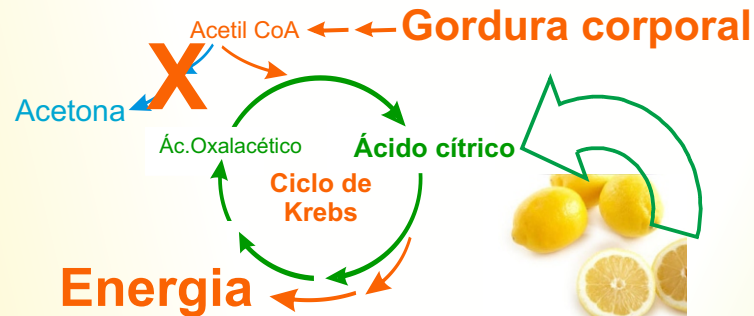 Acetil CoA
Gordura corporal
X
Acetona
Ác.Oxalacético
Ácido cítrico
Ciclo de
Krebs
Energia